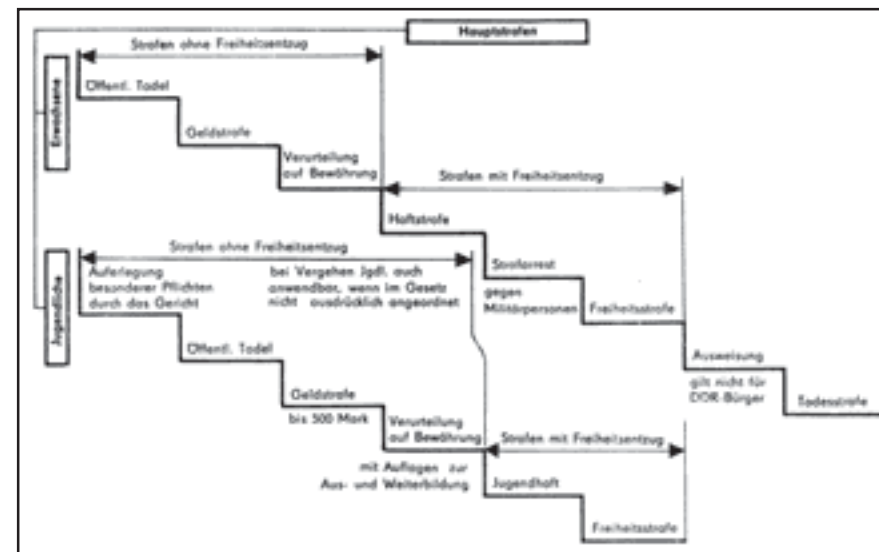 Hauptstrafen
Erwachsene
Strafen ohne Freiheitsentzug
Öffentl. Tadel
Geldstrafe
Verurteilung
auf Bewährung
Strafen mit Freiheitsentzug
Haftstrafe
Strafarrest
gegen
Militärpersonen
Freiheitsstrafe
Ausweisung
gilt nicht für
DDR-Bürger
Todesstrafe
Jugendliche
Strafen ohne Freiheitsentzug
Auferlegung
besonderer Pflichten
durch das Gericht
bei Vergehen Jgdl. auch
anwendbar, wenn im Gesetz
nicht ausdrücklich angeordnet
Öffentl. Tadel
Geldstrafe
bis 500 Mark
Verurteilung
auf Bewährung
mit Auflagen zur
Aus- und Weiterbildung
Strafen mit Freiheitsentzug
Jugendhaft
Freiheitsstrafe